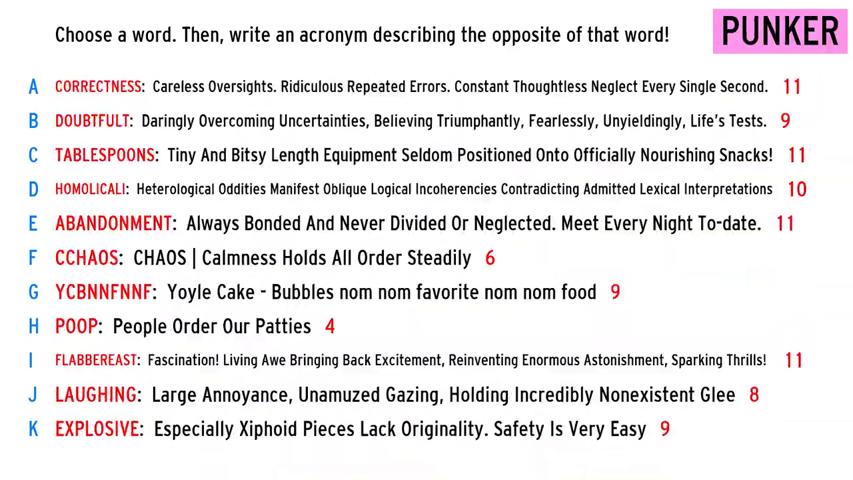 Choose a word. Then, write an acronym describing the opposite of that word!
PUNKER
A CORRECTNESS: Careless Oversights. Ridiculous Repeated Errors. Constant Thoughtless Neglect Every Single Second. 11
B DOUBTFULT: Daringly Overcoming Uncertainties, Believing Triumphantly, Fearlessly, Unyieldingly, Life's Tests. 9
C TABLESPOONS: Tiny And Bitsy Length Equipment Seldom Positioned Onto Officially Nourishing Snacks! 11
D HOMOLICALI: Heterological Oddities Manifest Oblique Logical Incoherencies Contradicting Admitted Lexical Interpretations 10
E ABANDONMENT: Always Bonded And Never Divided Or Neglected. Meet Every Night To-date. 11
F CCHAOS: CHAOS | Calmness Holds All Order Steadily 6
G YCBNNFNNF: Yoyle Cake - Bubbles nom nom favorite nom nom food 9
H POOP: People Order Our Patties 4
I FLABBEREAST: Fascination! Living Awe Bringing Back Excitement, Reinventing Enormous Astonishment, Sparking Thrills! 11
J LAUGHING: Large Annoyance, Unamuzed Gazing, Holding Incredibly Nonexistent Glee 8
K EXPLOSIVE: Especially Xiphoid Pieces Lack Originality. Safety Is Very Easy 9